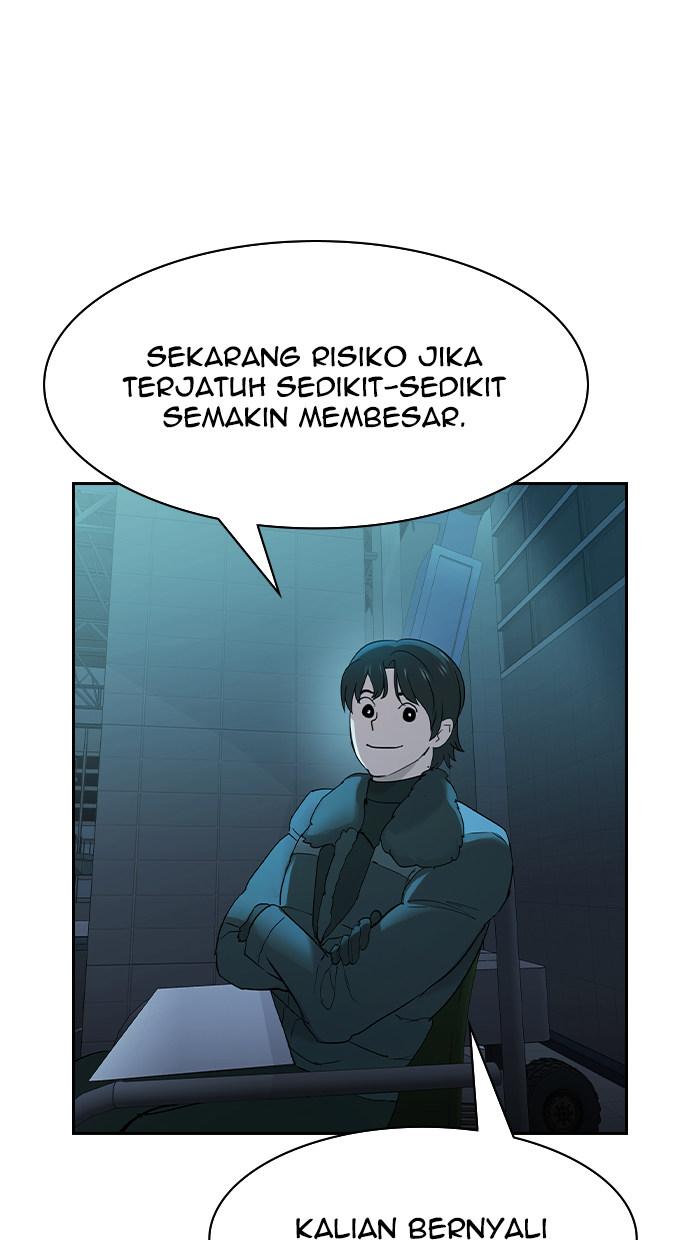 SEKARANG RISIKO JIKA
TERJATUH SEDIKIT-SEDIKIT
SEMAKIN MEMBESAR.
KALIAN BERNYALI